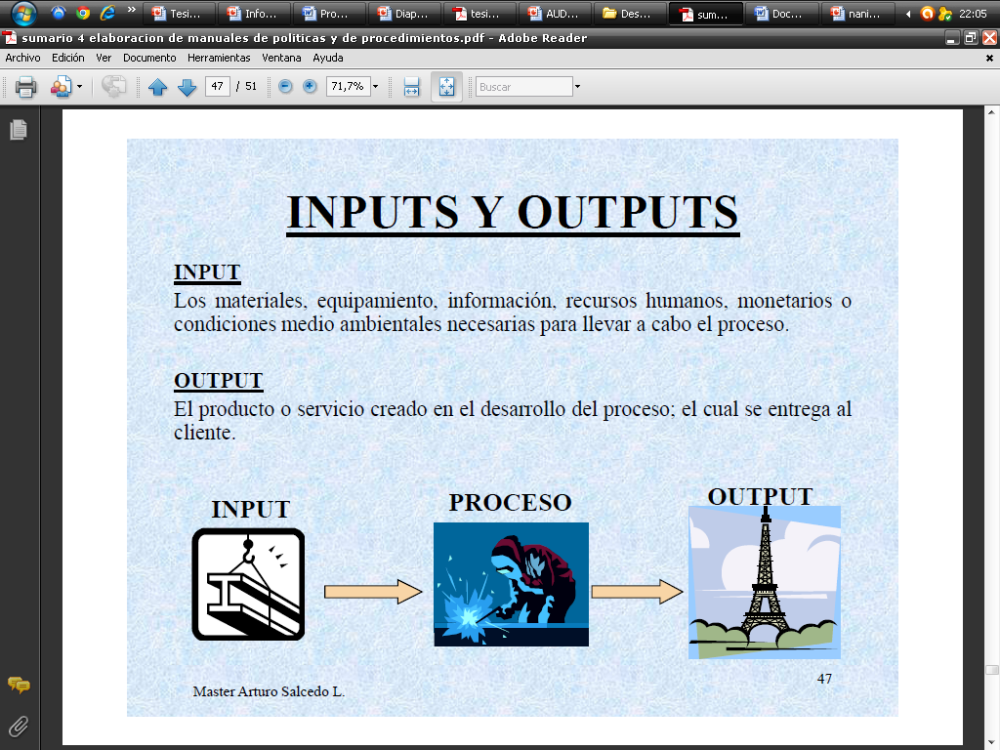 Tesi... Info... Pro... Diap... tesi... AUD... Des... sum... Doc... nani... 22:05
sumario 4 elaboracion de manuales de politicas y de procedimientos.pdf - Adobe Reader
Archivo Edición Ver Documento Herramientas Ventana Ayuda
47 / 51 71,7% Buscar
INPUTS Y OUTPUTS
INPUT
Los materiales, equipamiento, información, recursos humanos, monetarios o
condiciones medio ambientales necesarias para llevar a cabo el proceso.
OUTPUT
El producto o servicio creado en el desarrollo del proceso; el cual se entrega al
cliente.
INPUT PROCESO OUTPUT
47
Master Arturo Salcedo L.